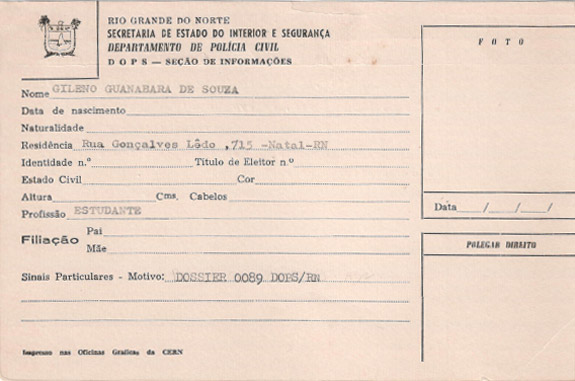 RIO GRANDE DO NORTE
SECRETARIA DE ESTADO DO INTERIOR E SEGURANÇA
DEPARTAMENTO DE POLÍCIA CIVIL
DOPS — SEÇÃO DE INFORMAÇÕES
FOTO
Nome GILENO GUANABARA DE SOUZA
Data de nascimento
Naturalidade
Residência Rua Gonçalves Lêdo ,715 -Natal-RN
Identidade n.º Título de Eleitor n.º
Estado Civil Cor
Altura Cms. Cabelos
Data / / /
Profissão ESTUDANTE
Filiação
Pai
Mãe
POLEGAR DIREITO
Sinais Particulares - Motivo: DOSSIER 0089 DOPS/RN
Impresso nas Oficinas Gráficas da CERN